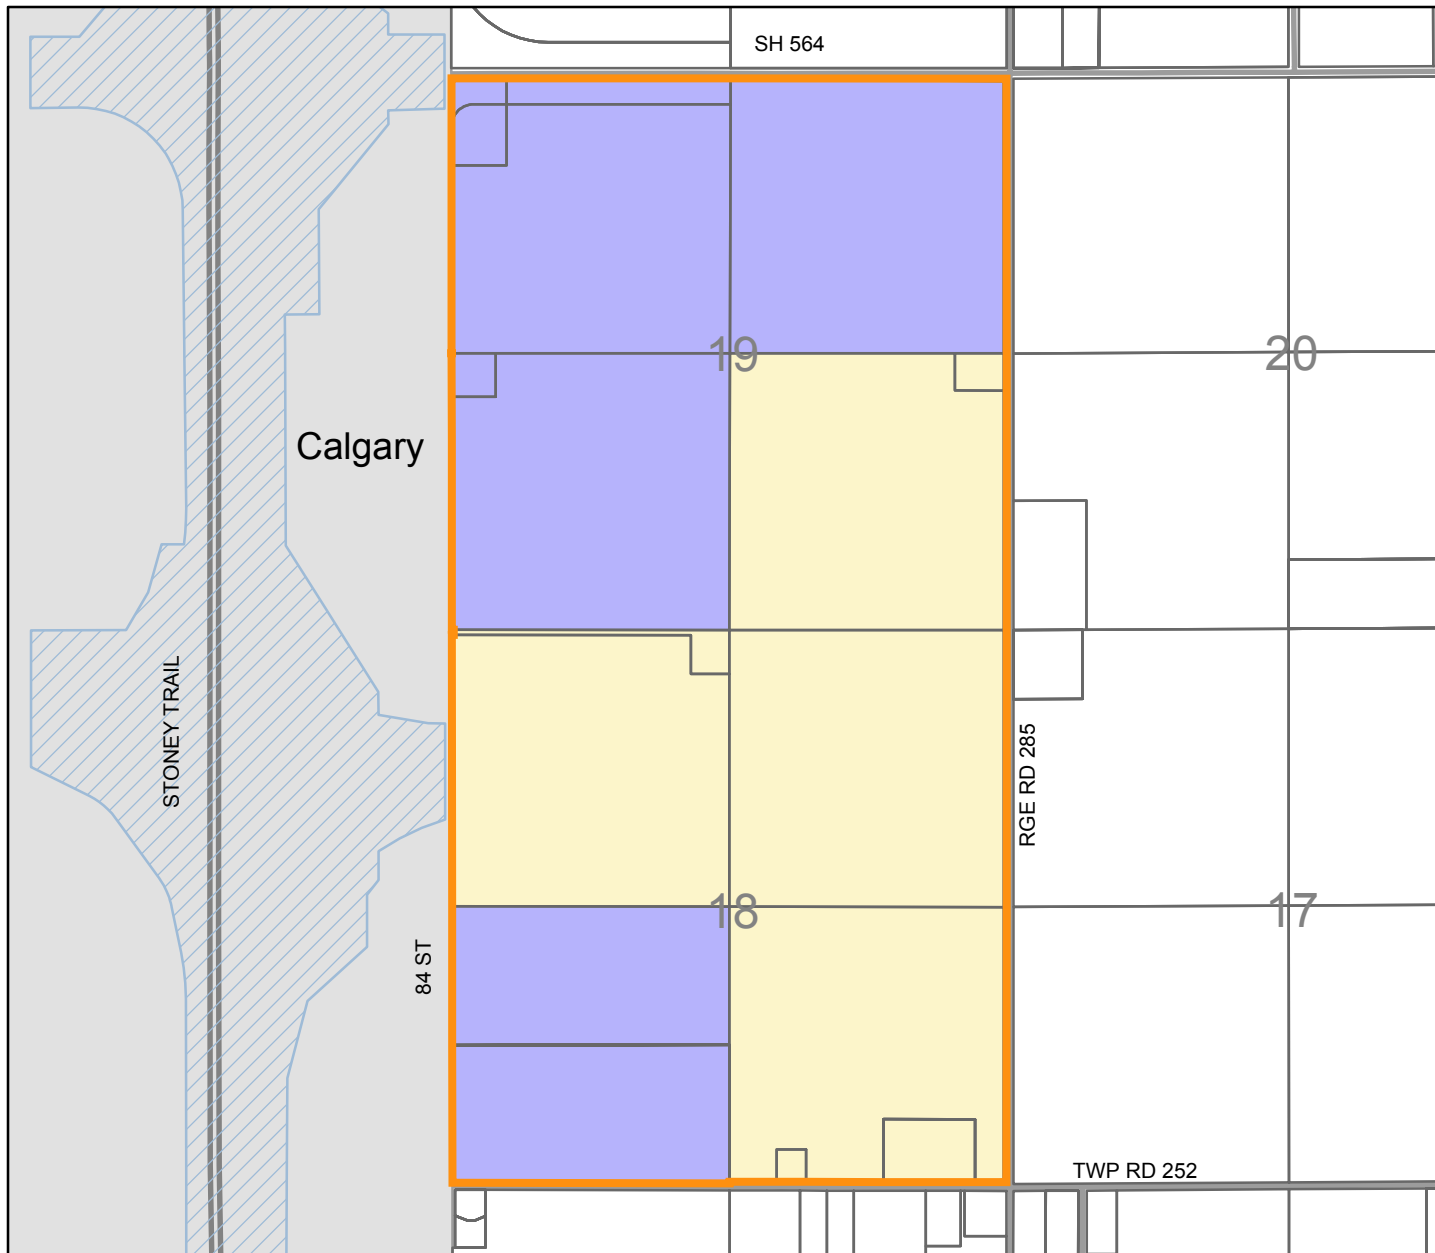 SH 564
19
20
Calgary
STONEY TRAIL
RGE RD 285
18
17
84 ST
TWP RD 252